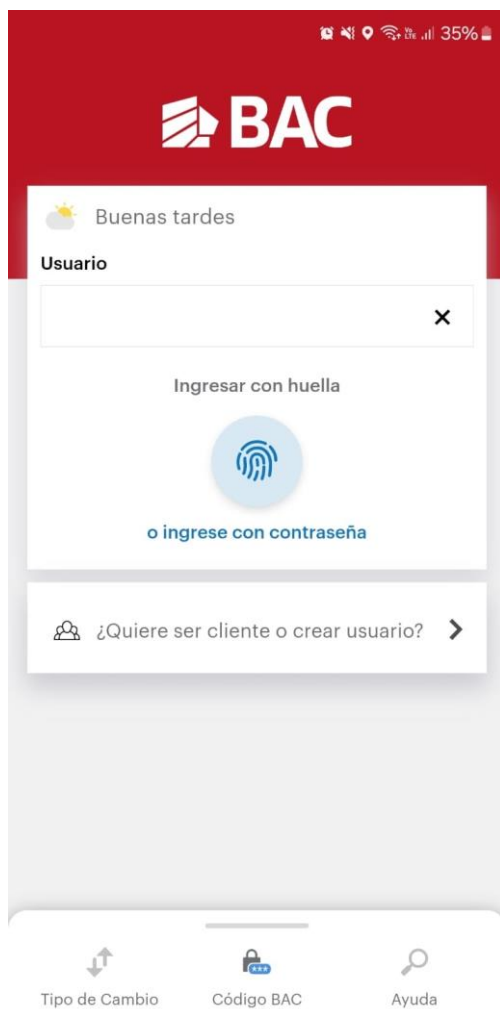 35%
BAC
Buenas tardes
Usuario
Ingresar con huella
o ingrese con contraseña
¿Quiere ser cliente o crear usuario?
Tipo de Cambio
Código BAC
Ayuda